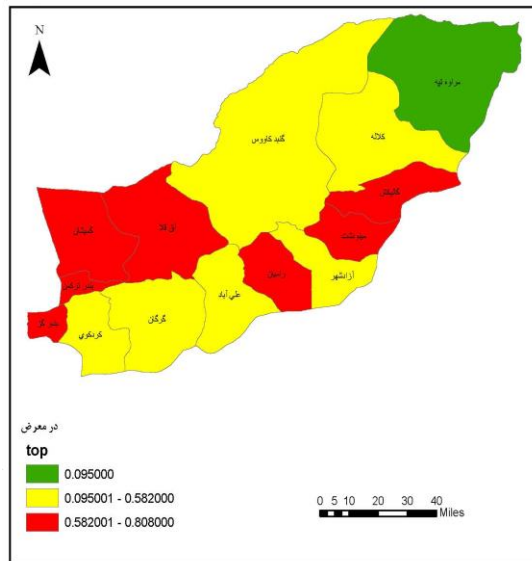 N
مراوه تپه
کلاله
گنبد کاووس
گالیکش
مینودشت
گمیشان
آق قلا
بندر ترکمن
بندر گز
کردکوي
گرگان
علي آباد
رامیان
آزادشهر
در معرض
top
0.095000
0.095001 - 0.582000
0.582001 - 0.808000
0 5 10 20 30 40
Miles